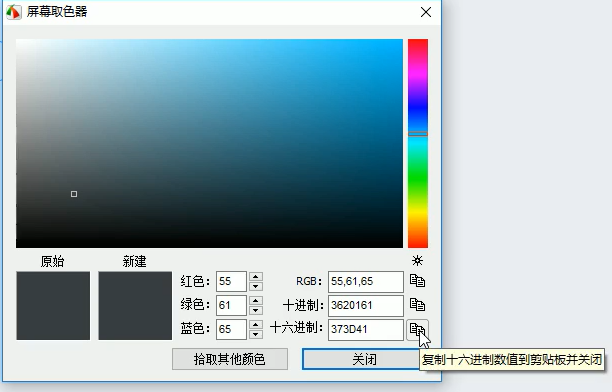 屏幕取色器
原始
新建
红色: 55
RGB: 55,61,65
绿色: 61
十进制: 3620161
蓝色: 65
十六进制: 373D41
拾取其他颜色
关闭
复制十六进制数值到剪贴板并关闭